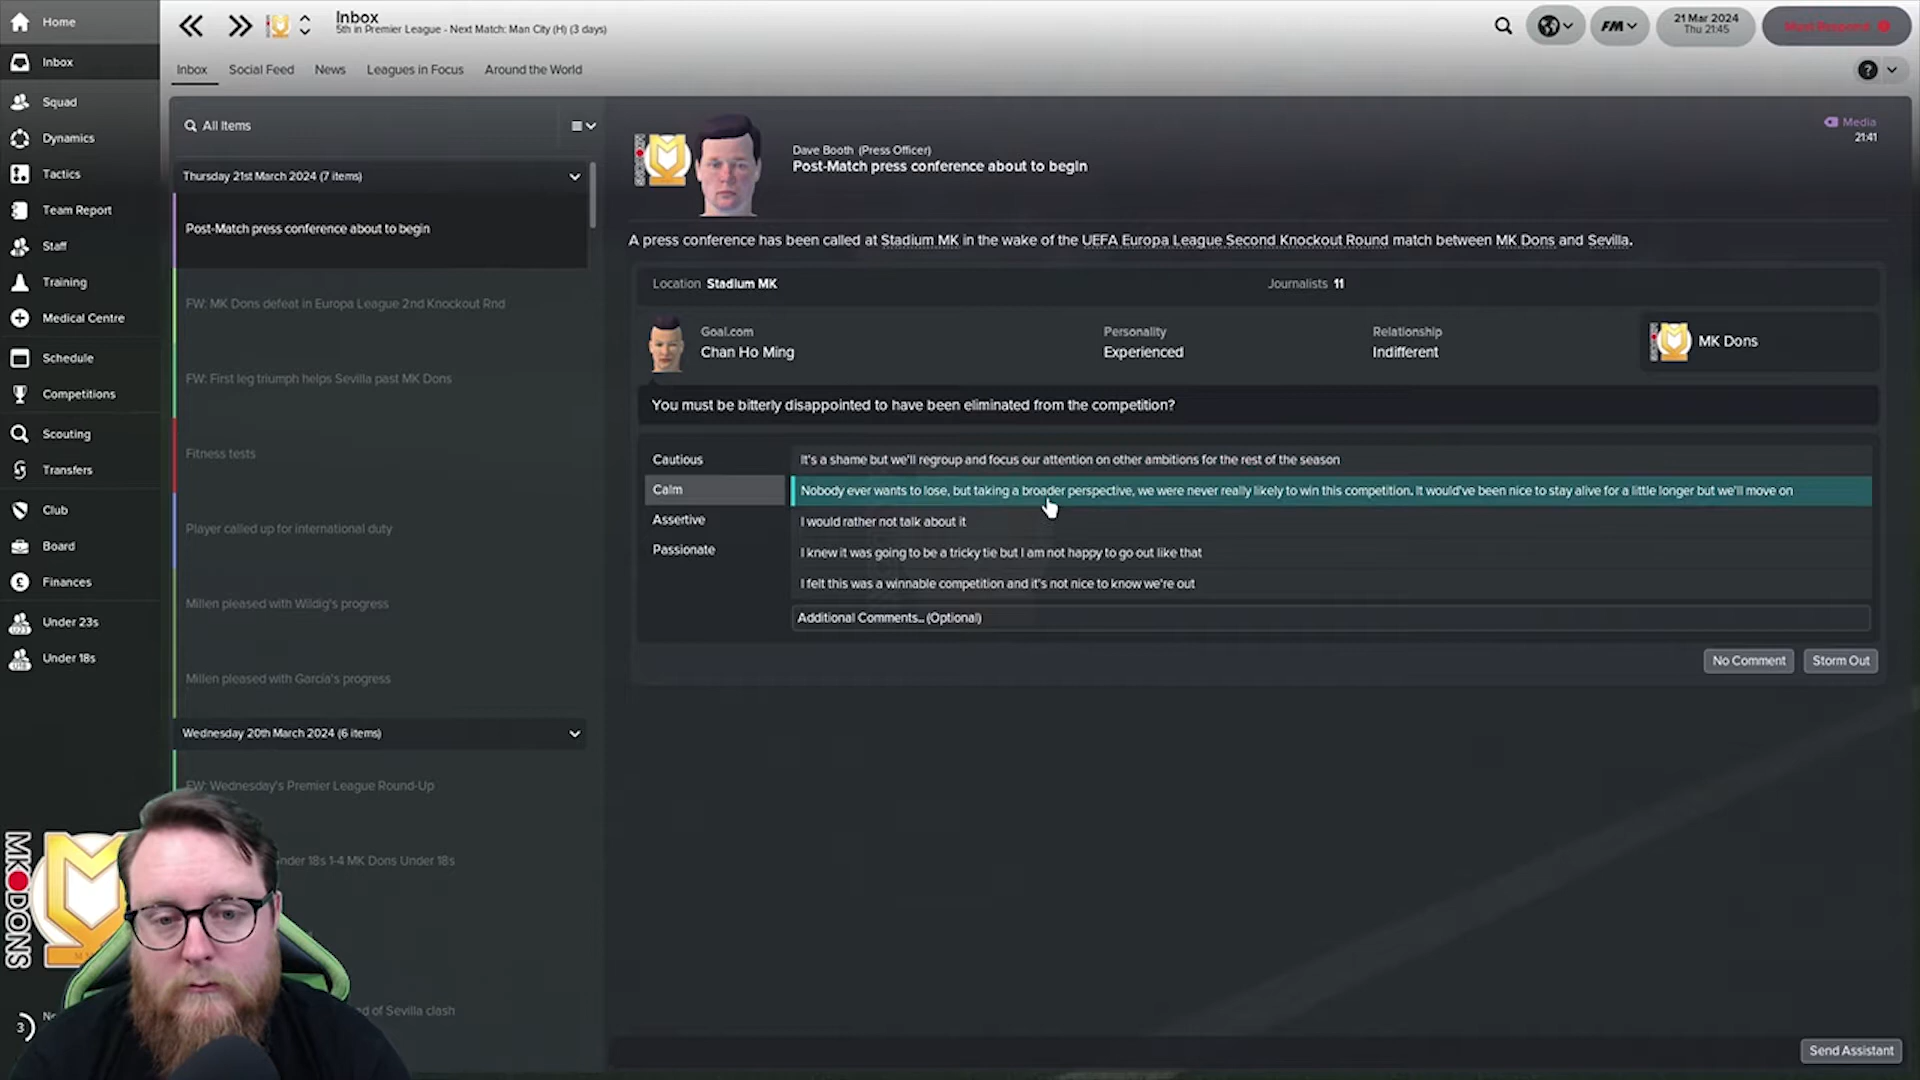 Home
Inbox
Squad
Dynamics
Tactics
Team Report
Staff
Training
Medical Centre
Schedule
Competitions
Scouting
Transfers
Club
Board
Finances
Under 23s
Under 18s
Inbox
5th in Premier League - Next Match: Man City (H) (3 days)
FM
21 Mar 2024
Thu 21:45
Must Respond
Inbox
Social Feed
News
Leagues in Focus
Around the World
All Items
Thursday 21st March 2024 (7 items)
Post-Match press conference about to begin
FW: MK Dons defeat in Europa League 2nd Knockout Rnd
FW: First leg triumph helps Sevilla past MK Dons
Fitness tests
Player called up for international duty
Millen pleased with Wildig's progress
Millen pleased with Garcia's progress
Wednesday 20th March 2024 (6 items)
FW: Wednesday's Premier League Round-Up
nder 18s 1-4 MK Dons Under 18s
d of Sevilla clash
MK DONS
3
Dave Booth (Press Officer)
Post-Match press conference about to begin
Media
21:41
A press conference has been called at Stadium MK in the wake of the UEFA Europa League Second Knockout Round match between MK Dons and Sevilla.
Location Stadium MK
Journalists 11
Goal.com
Chan Ho Ming
Personality
Experienced
Relationship
Indifferent
MK Dons
You must be bitterly disappointed to have been eliminated from the competition?
Cautious
Calm
Assertive
Passionate
It's a shame but we'll regroup and focus our attention on other ambitions for the rest of the season
Nobody ever wants to lose, but taking a broader perspective, we were never really likely to win this competition. It would've been nice to stay alive for a little longer but we'll move on
I would rather not talk about it
I knew it was going to be a tricky tie but I am not happy to go out like that
I felt this was a winnable competition and it's not nice to know we're out
Additional Comments... (Optional)
No Comment
Storm Out
Send Assistant